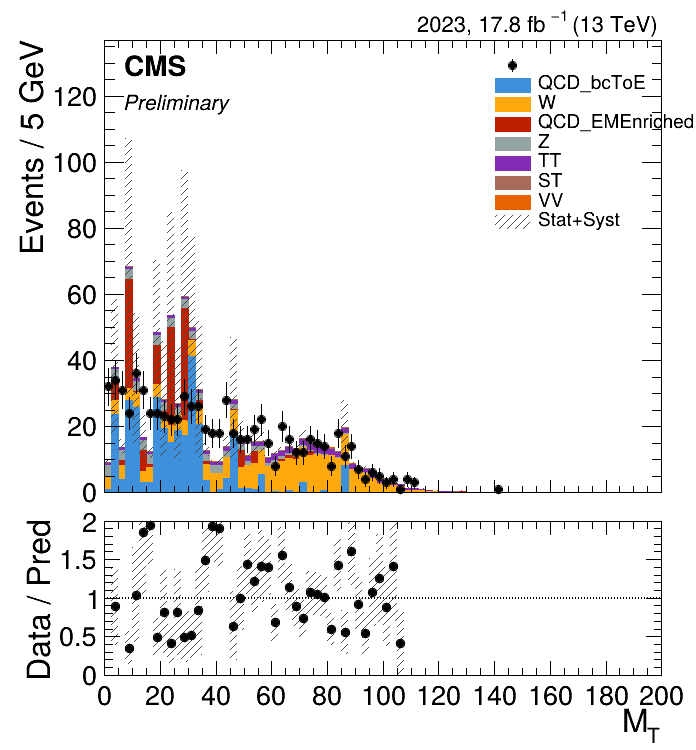 2023, 17.8 fb⁻¹ (13 TeV)
CMS
Preliminary
QCD_bcToE
W
QCD_EMEnriched
Z
TT
ST
VV
Stat+Syst
Events / 5 GeV
120
100
80
60
40
20
0
Data / Pred
2
1.5
1
0.5
0
0 20 40 60 80 100 120 140 160 180 200
M_T